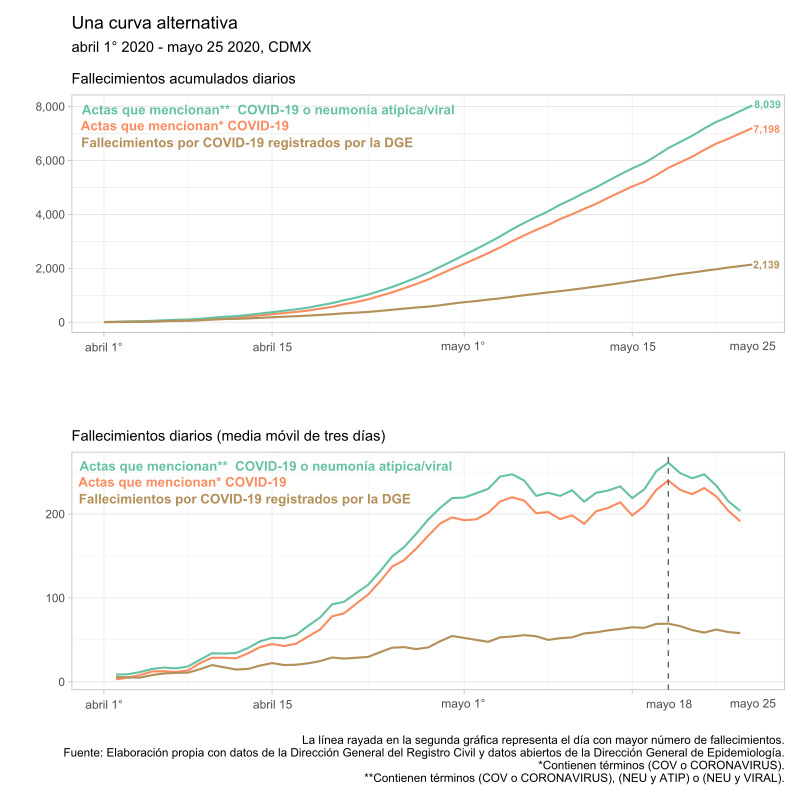 Una curva alternativa
abril 1° 2020 - mayo 25 2020, CDMX
Fallecimientos acumulados diarios
Actas que mencionan** COVID-19 o neumonía atípica/viral
Actas que mencionan* COVID-19
Fallecimientos por COVID-19 registrados por la DGE
8,039
7,198
2,139
8,000
6,000
4,000
2,000
0
abril 1° abril 15 mayo 1° mayo 15 mayo 25
Fallecimientos diarios (media móvil de tres días)
Actas que mencionan** COVID-19 o neumonía atípica/viral
Actas que mencionan* COVID-19
Fallecimientos por COVID-19 registrados por la DGE
200
100
0
abril 1° abril 15 mayo 1° mayo 18 mayo 25
La línea rayada en la segunda gráfica representa el día con mayor número de fallecimientos.
Fuente: Elaboración propia con datos de la Dirección General del Registro Civil y datos abiertos de la Dirección General de Epidemiología.
*Contienen términos (COV o CORONAVIRUS).
**Contienen términos (COV o CORONAVIRUS), (NEU y ATIP) o (NEU y VIRAL).